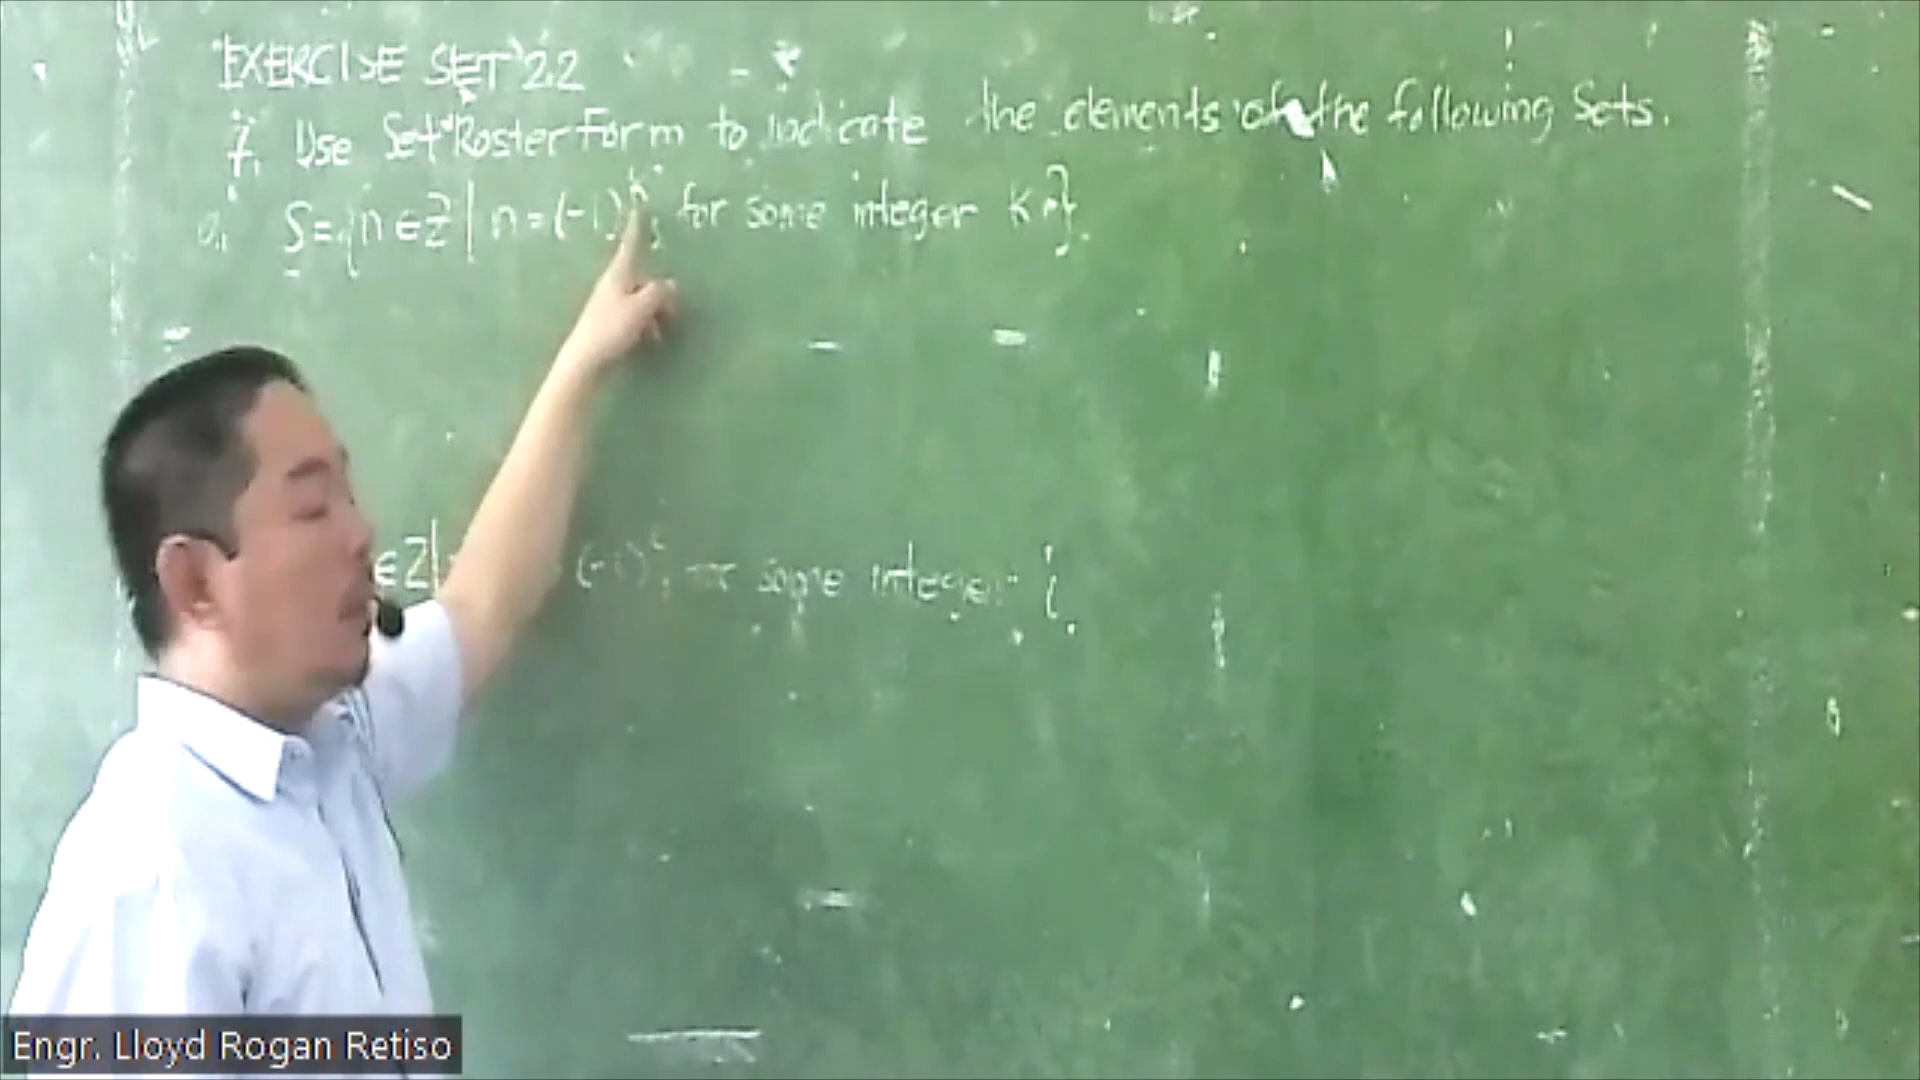 EXERCISE SET 2.2
7. Use Set Roster Form to indicate the elements of the following Sets.
a. S={n∈Z | n=(-1)^k, for some integer K}.
∈Z| (-1)^i, for some integer i
Engr. Lloyd Rogan Retiso